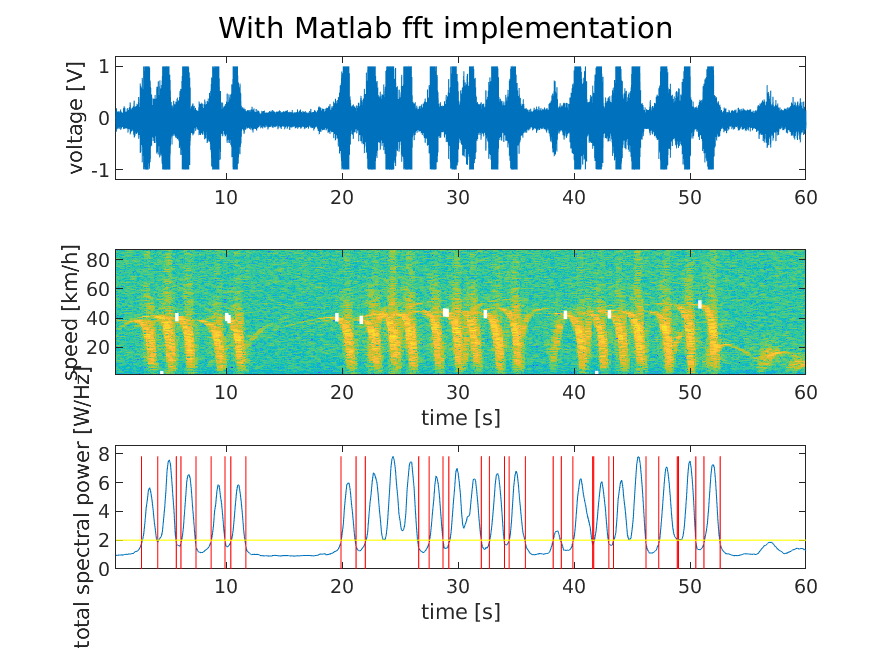 With Matlab fft implementation
voltage [V]
1
0
-1
10 20 30 40 50 60
speed [km/h]
80
60
40
20
10 20 30 40 50 60
time [s]
total spectral power [W/Hz]
8
6
4
2
0
10 20 30 40 50 60
time [s]